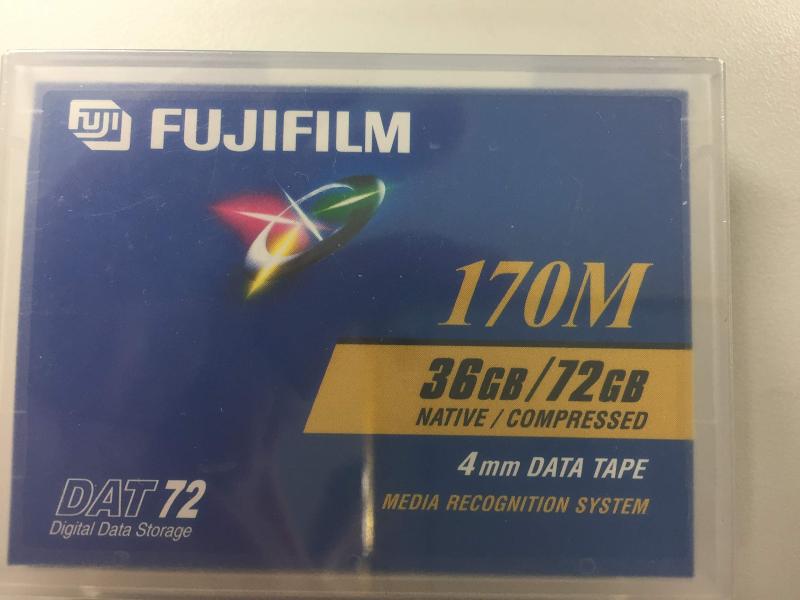 FUJI FUJIFILM
170M
36GB/72GB
NATIVE / COMPRESSED
4mm DATA TAPE
MEDIA RECOGNITION SYSTEM
DAT 72
Digital Data Storage